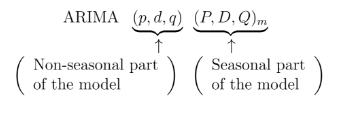 ARIMA (p, d, q) (P, D, Q)m
↑ ↑
( Non-seasonal part ) ( Seasonal part )
of the model of the model